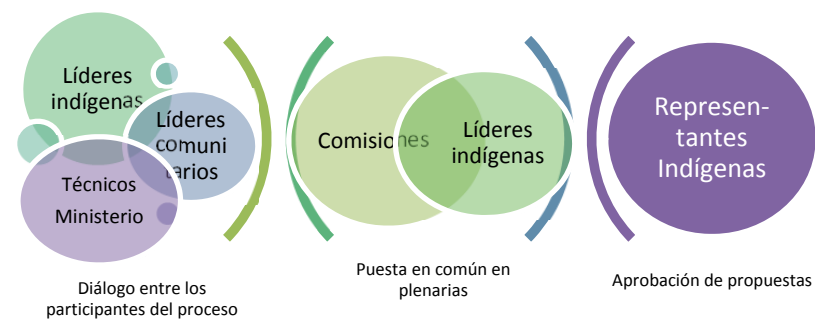 Líderes
indígenas
Líderes
comuni
tarios
Técnicos
Ministerio
Diálogo entre los
participantes del proceso
Comisiones
Líderes
indígenas
Puesta en común en
plenarias
Represen-
tantes
Indígenas
Aprobación de propuestas